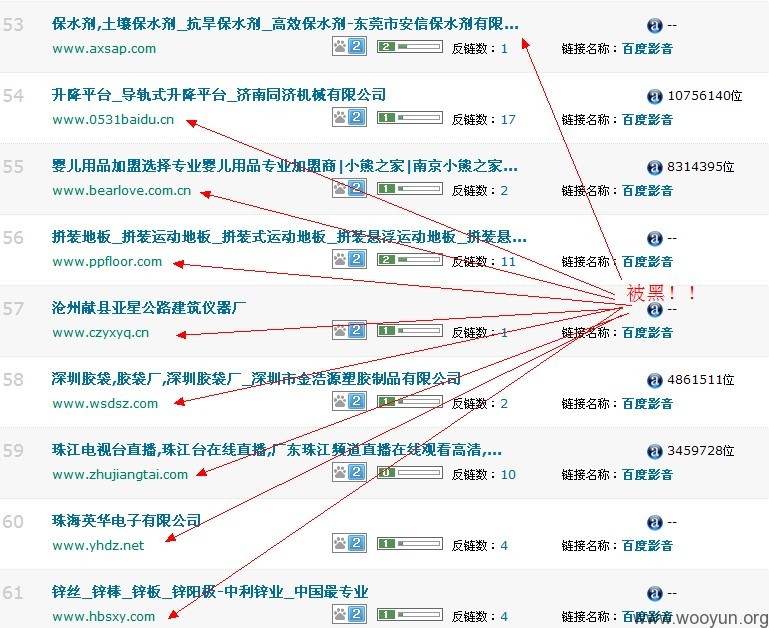 53 保水剂,土壤保水剂_抗旱保水剂_高效保水剂-东莞市安信保水剂有限... --
www.axsap.com 2 2 反链数：1 链接名称：百度影音
54 升降平台_导轨式升降平台_济南同济机械有限公司 10756140位
www.0531baidu.cn 2 1 反链数：17 链接名称：百度影音
55 婴儿用品加盟选择专业婴儿用品专业加盟商|小熊之家|南京小熊之家... 8314395位
www.bearlove.com.cn 2 1 反链数：2 链接名称：百度影音
56 拼装地板_拼装运动地板_拼装式运动地板_拼装悬浮运动地板_拼装悬... --
www.ppfloor.com 2 2 反链数：11 链接名称：百度影音
被黑！！
57 沧州献县亚星公路建筑仪器厂 --
www.czyxyq.cn 2 1 反链数：1 链接名称：百度影音
58 深圳胶袋,胶袋厂,深圳胶袋厂_深圳市金浩源塑胶制品有限公司 4861511位
www.wsdsz.com 2 1 反链数：2 链接名称：百度影音
59 珠江电视台直播,珠江台在线直播,广东珠江频道直播在线观看高清,... 3459728位
www.zhujiangtai.com 2 0 反链数：10 链接名称：百度影音
60 珠海英华电子有限公司 --
www.yhdz.net 2 1 反链数：4 链接名称：百度影音
61 锌丝_锌棒_锌板_锌阳极-中利锌业_中国最专业 --
www.hbsxy.com 2 1 反链数：4 链接名称：百度影音
www.wooyun.org